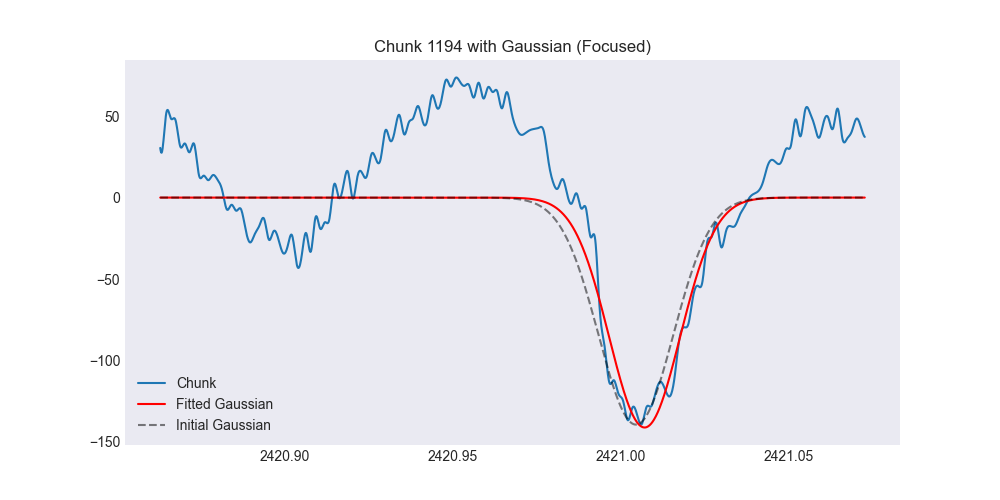 Chunk 1194 with Gaussian (Focused)
50
0
−50
−100
−150
Chunk
Fitted Gaussian
Initial Gaussian
2420.90 2420.95 2421.00 2421.05